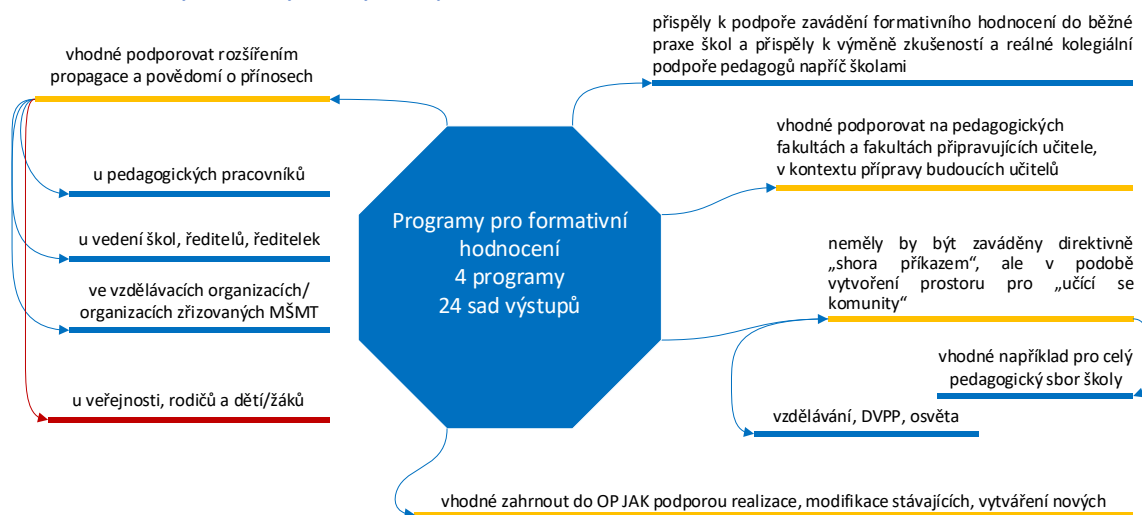 vhodné podporovat rozšířením
propagace a povědomí o přínosech
u pedagogických pracovníků
u vedení škol, ředitelů, ředitelek
ve vzdělávacích organizacích/
organizacích zřizovaných MŠMT
u veřejnosti, rodičů a dětí/žáků
Programy pro formativní
hodnocení
4 programy
24 sad výstupů
přispěly k podpoře zavádění formativního hodnocení do běžné
praxe škol a přispěly k výměně zkušeností a reálné kolegiální
podpoře pedagogů napříč školami
vhodné podporovat na pedagogických
fakultách a fakultách připravujících učitele,
v kontextu přípravy budoucích učitelů
neměly by být zaváděny direktivně
„shora příkazem“, ale v podobě
vytvoření prostoru pro „učící se
komunity“
vhodné například pro celý
pedagogický sbor školy
vzdělávání, DVPP, osvěta
vhodné zahrnout do OP JAK podporou realizace, modifikace stávajících, vytváření nových